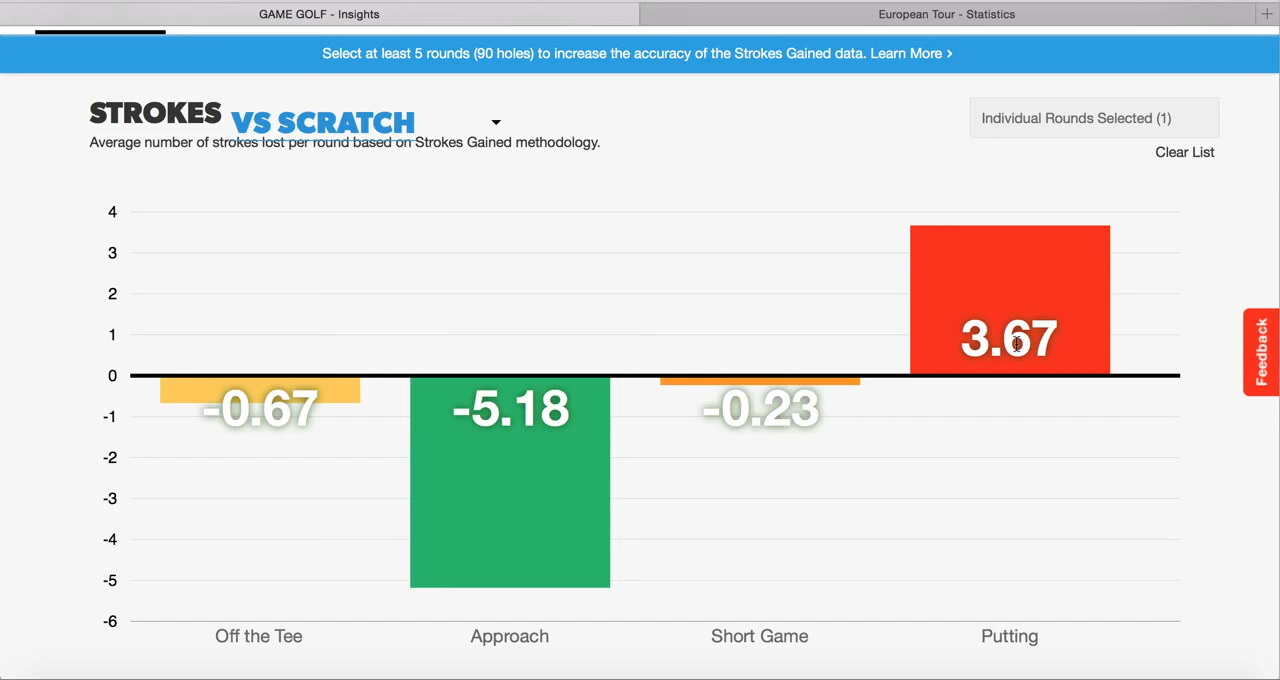 GAME GOLF - Insights
European Tour - Statistics
+
Select at least 5 rounds (90 holes) to increase the accuracy of the Strokes Gained data. Learn More >
STROKES VS SCRATCH
Individual Rounds Selected (1)
Average number of strokes lost per round based on Strokes Gained methodology.
Clear List
4
3
2
1
0
-1
-2
-3
-4
-5
-6
-0.67
-5.18
-0.23
3.67
Feedback
Off the Tee
Approach
Short Game
Putting